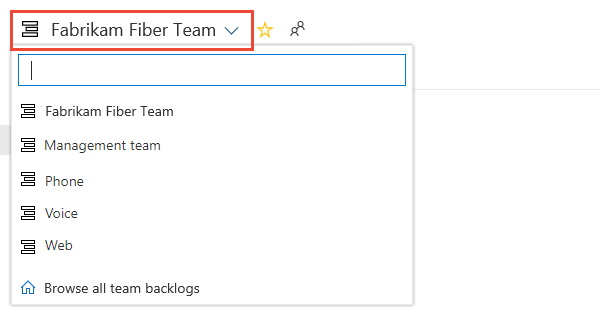 Fabrikam Fiber Team
Fabrikam Fiber Team
Management team
Phone
Voice
Web
Browse all team backlogs